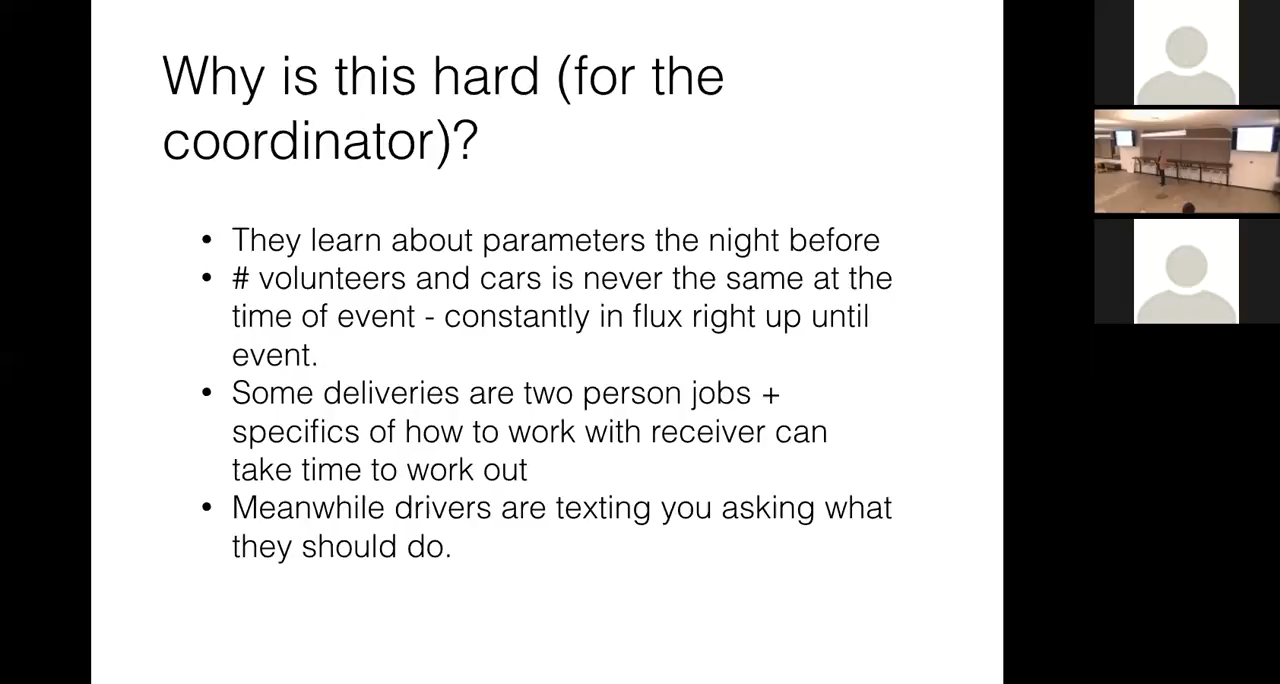 Why is this hard (for the
coordinator)?
• They learn about parameters the night before
• # volunteers and cars is never the same at the
time of event - constantly in flux right up until
event.
• Some deliveries are two person jobs +
specifics of how to work with receiver can
take time to work out
• Meanwhile drivers are texting you asking what
they should do.